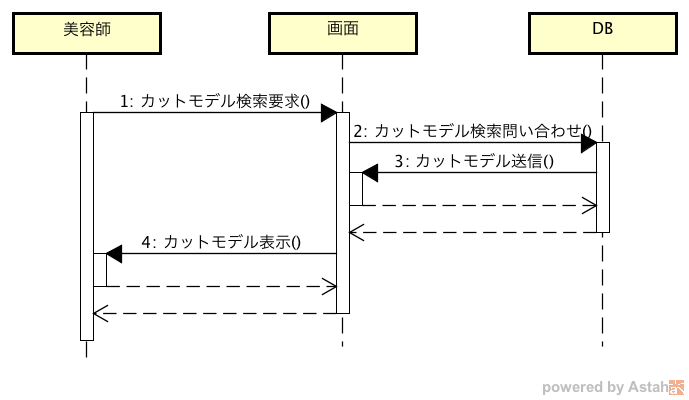 美容師
画面
DB
1: カットモデル検索要求()
2: カットモデル検索問い合わせ()
3: カットモデル送信()
4: カットモデル表示()
powered by Astah